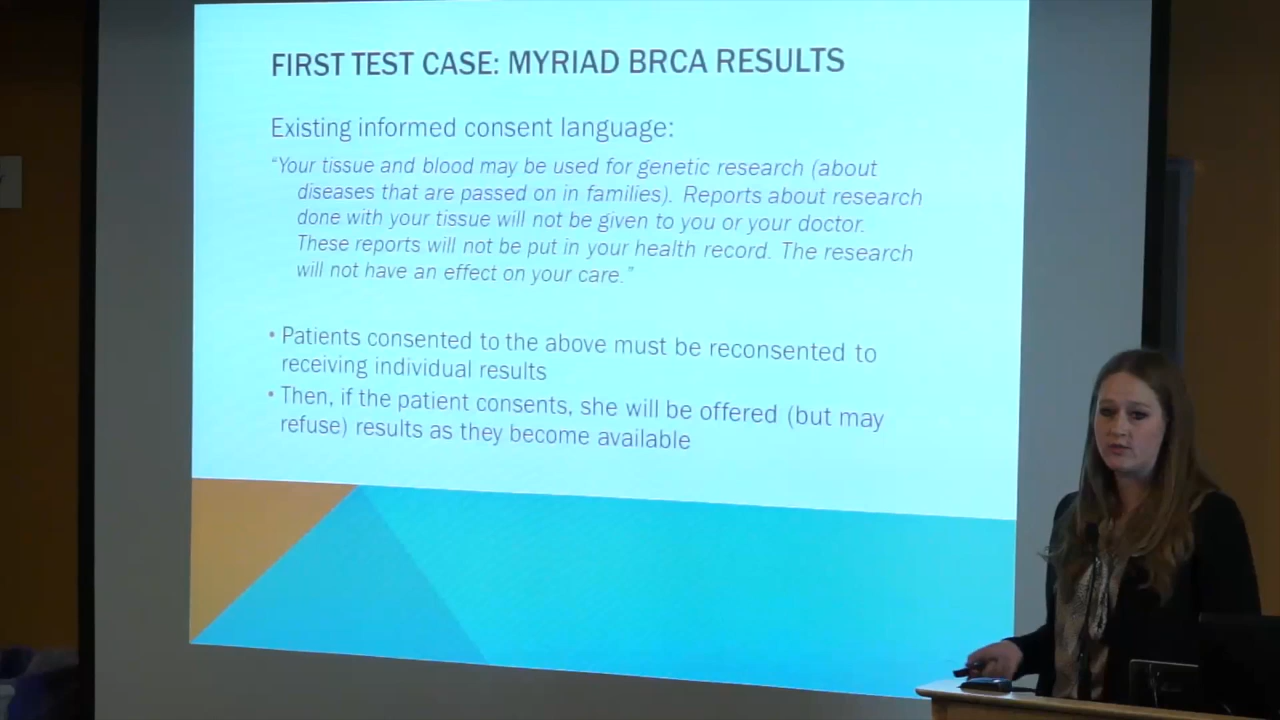 FIRST TEST CASE: MYRIAD BRCA RESULTS
Existing informed consent language:
“Your tissue and blood may be used for genetic research (about
diseases that are passed on in families). Reports about research
done with your tissue will not be given to you or your doctor.
These reports will not be put in your health record. The research
will not have an effect on your care.”
• Patients consented to the above must be reconsented to
receiving individual results
• Then, if the patient consents, she will be offered (but may
refuse) results as they become available